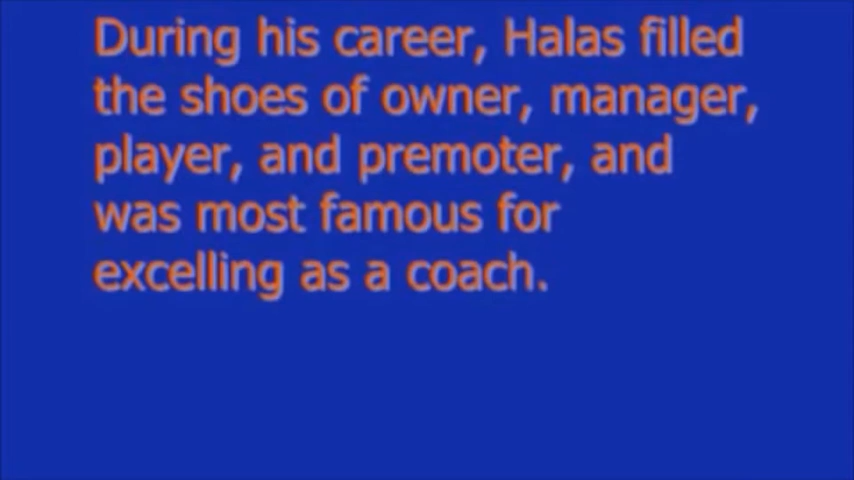 During his career, Halas filled
the shoes of owner, manager,
player, and premoter, and
was most famous for
excelling as a coach.